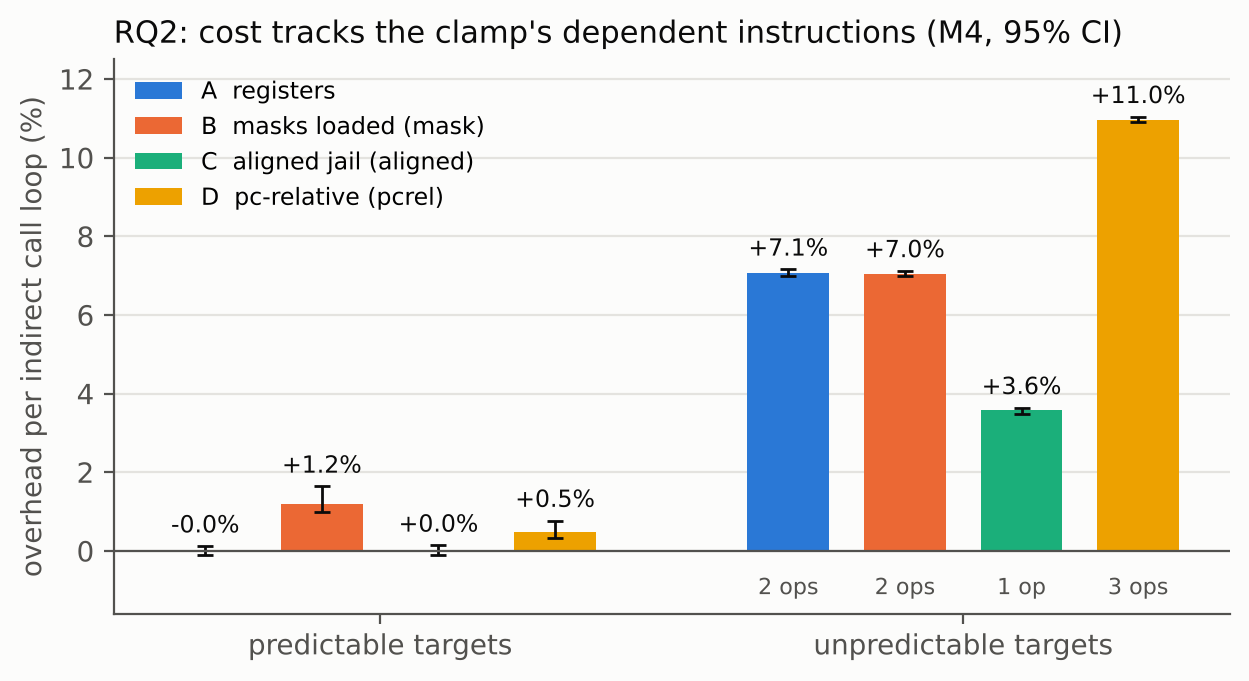 RQ2: cost tracks the clamp's dependent instructions (M4, 95% CI)
overhead per indirect call loop (%)
12
10
8
6
4
2
0
A registers
B masks loaded (mask)
C aligned jail (aligned)
D pc-relative (pcrel)
-0.0%
+1.2%
+0.0%
+0.5%
+7.1%
+7.0%
+3.6%
+11.0%
2 ops
2 ops
1 op
3 ops
predictable targets
unpredictable targets